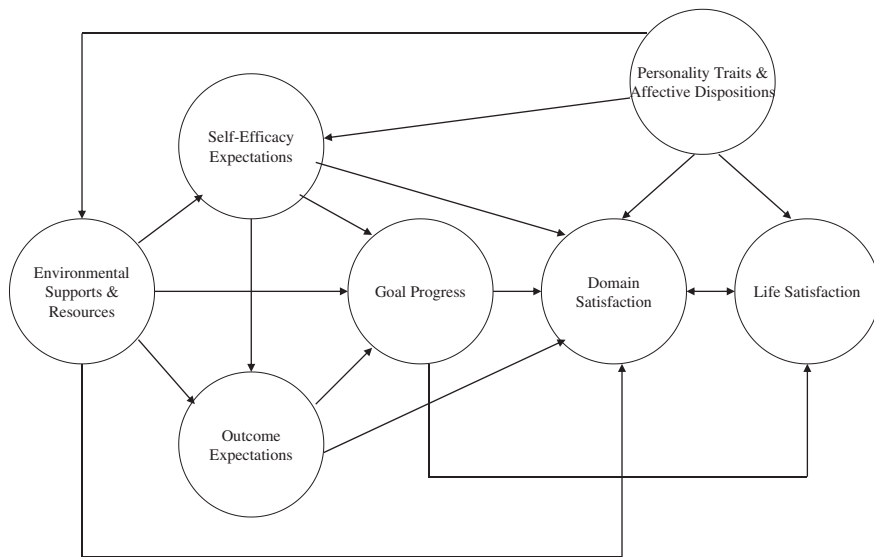 Personality Traits &
Affective Dispositions
Self-Efficacy
Expectations
Environmental
Supports &
Resources
Goal Progress
Domain
Satisfaction
Life Satisfaction
Outcome
Expectations